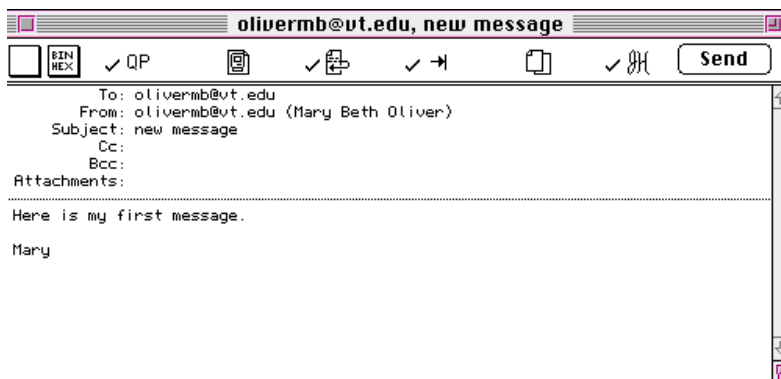 olivermb@vt.edu, new message
BIN
HEX
QP
Send
To: olivermb@vt.edu
From: olivermb@vt.edu (Mary Beth Oliver)
Subject: new message
Cc:
Bcc:
Attachments:
Here is my first message.
Mary